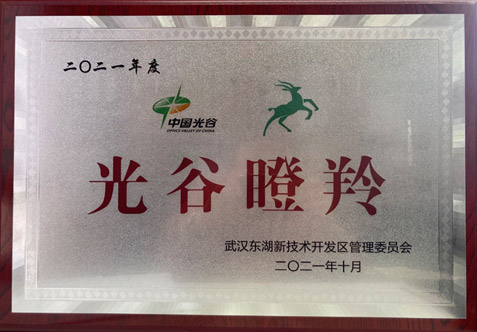 二〇二一年度
中国光谷
OPTICS VALLEY OF CHINA
光谷瞪羚
武汉东湖新技术开发区管理委员会
二〇二一年十月